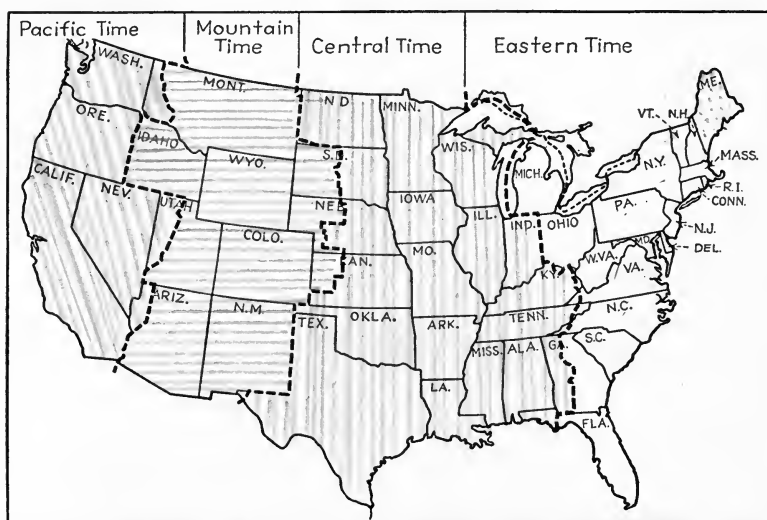 Pacific Time
Mountain Time
Central Time
Eastern Time
WASH.
MONT.
N D
MINN.
ME.
VT.
N.H.
ORE.
IDAHO
WYO.
S.D.
WIS.
MICH.
N.Y.
MASS.
R.I.
CONN.
CALIF.
NEV.
UTAH
COLO.
NEB.
IOWA
ILL.
IND.
OHIO
PA.
N.J.
DEL.
MD.
AN.
MO.
KY.
W.VA.
VA.
ARIZ.
N.M.
TEX.
OKLA.
ARK.
TENN.
N.C.
S.C.
MISS.
ALA.
GA.
LA.
FLA.